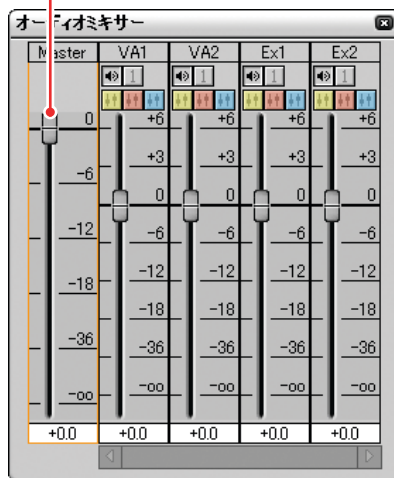 オーディオミキサー
Master VA1 VA2 Ex1 Ex2
1 1 1 1
0 +6 +6 +6 +6
-6 +3 +3 +3 +3
0 0 0 0
-12 -6 -6 -6 -6
-18 -12 -12 -12 -12
-18 -18 -18 -18
-36 -36 -36 -36 -36
-oo -oo -oo -oo -oo
+0.0 +0.0 +0.0 +0.0 +0.0